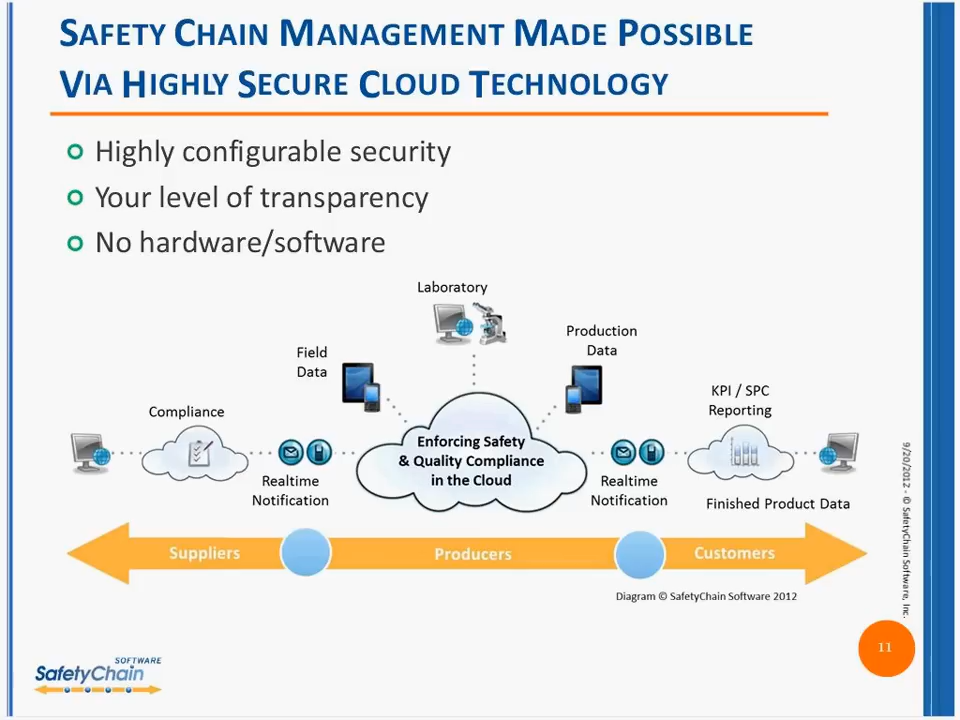 SAFETY CHAIN MANAGEMENT MADE POSSIBLE
VIA HIGHLY SECURE CLOUD TECHNOLOGY
Highly configurable security
Your level of transparency
No hardware/software
Laboratory
Production
Data
Field
Data
KPI / SPC
Reporting
Compliance
Enforcing Safety
& Quality Compliance
in the Cloud
Realtime
Notification
Realtime
Notification
Finished Product Data
Suppliers
Producers
Customers
Diagram © SafetyChain Software 2012
9/20/2012 - © SafetyChain Software, Inc.
11
SOFTWARE
SafetyChain